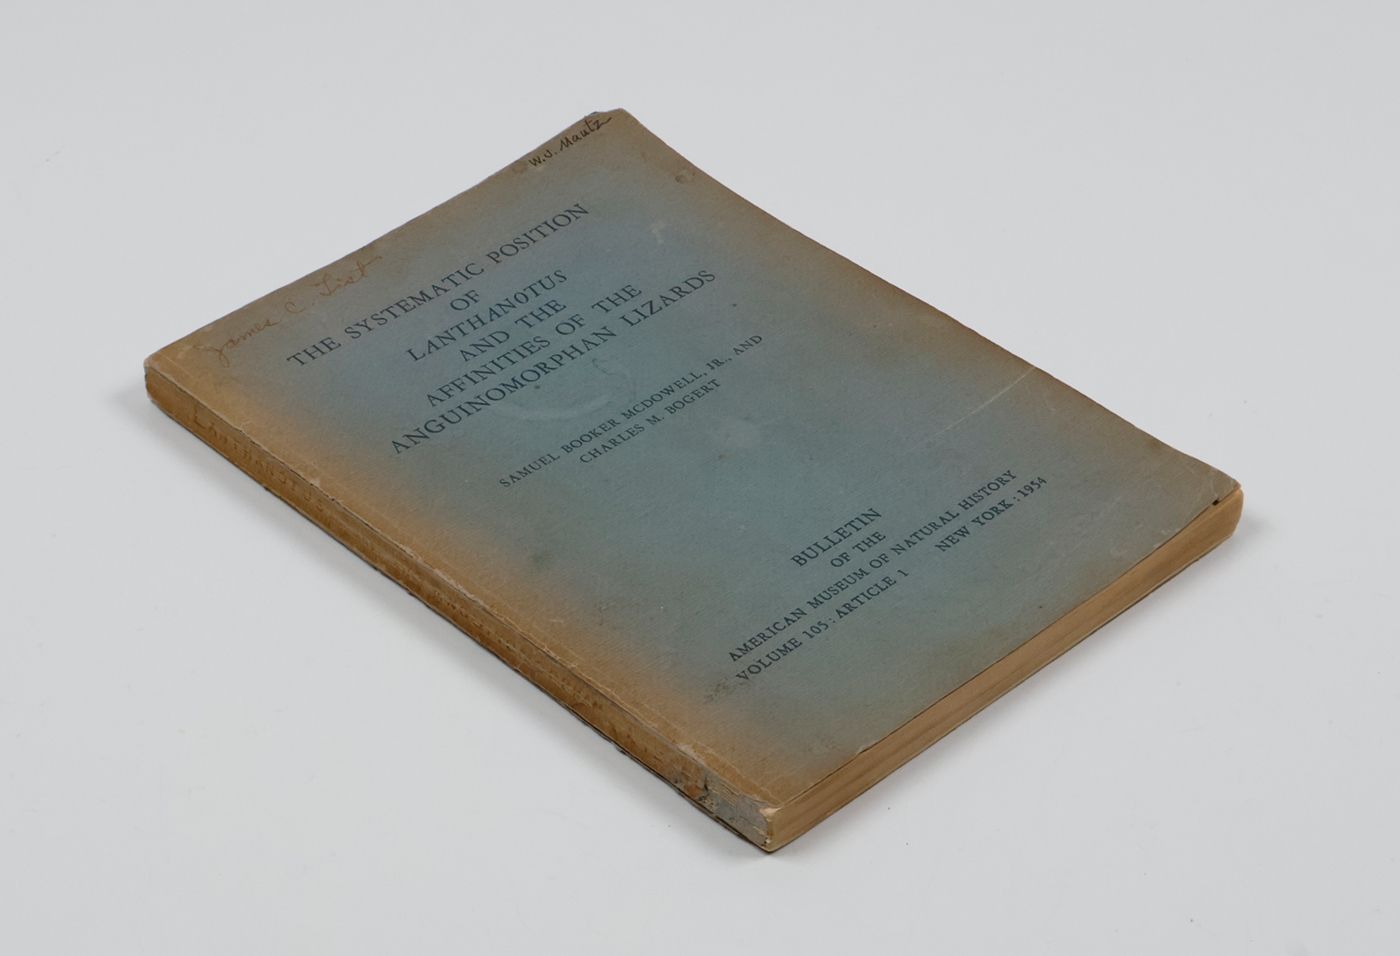 W.J. Mautz
James C. List
THE SYSTEMATIC POSITION
OF
LANTHANOTUS
AND THE
AFFINITIES OF THE
ANGUINOMORPHAN LIZARDS
SAMUEL BOOKER MCDOWELL, JR., AND
CHARLES M. BOGERT
BULLETIN
OF THE
AMERICAN MUSEUM OF NATURAL HISTORY
VOLUME 105 : ARTICLE 1 NEW YORK : 1954
LANTHANOTUS